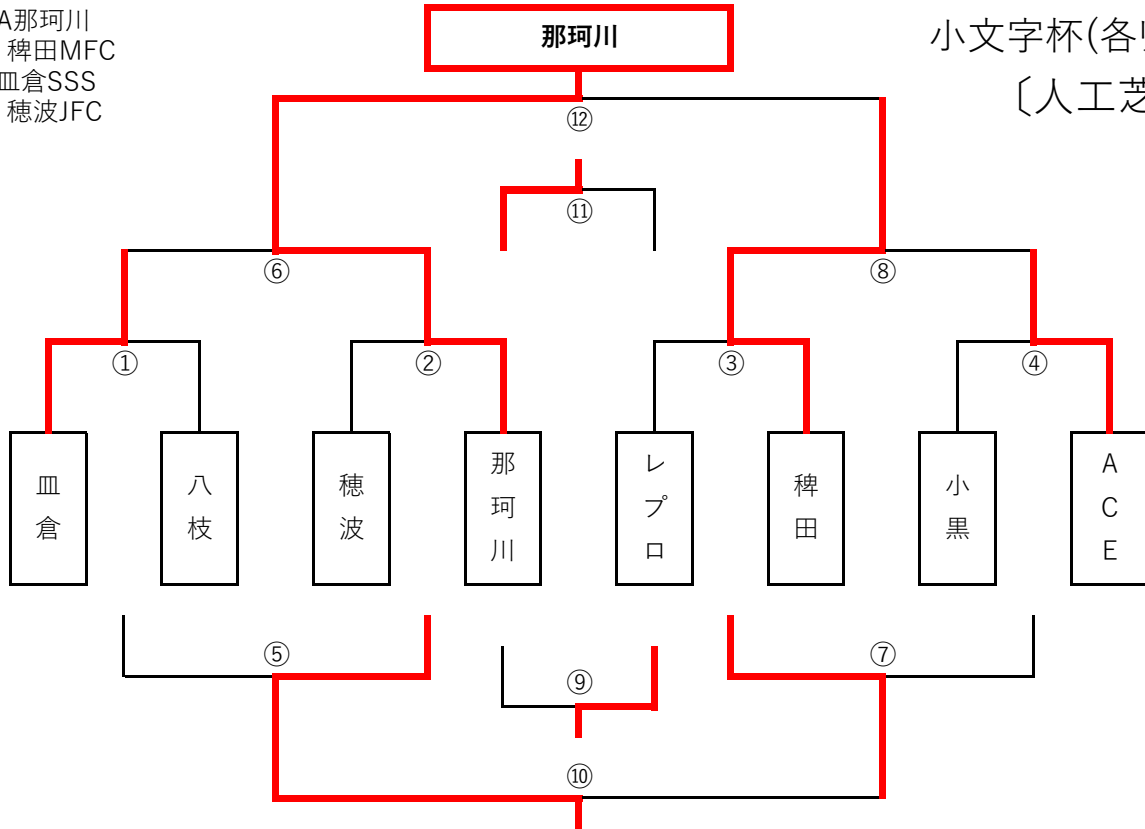 A那珂川
稗田MFC
皿倉SSS
穂波JFC
那珂川
小文字杯(各
〔人工芝
⑫
⑪
⑥
⑧
①
②
③
④
皿倉
八枝
穂波
那珂川
レプロ
稗田
小黒
ACE
⑤
⑦
⑨
⑩